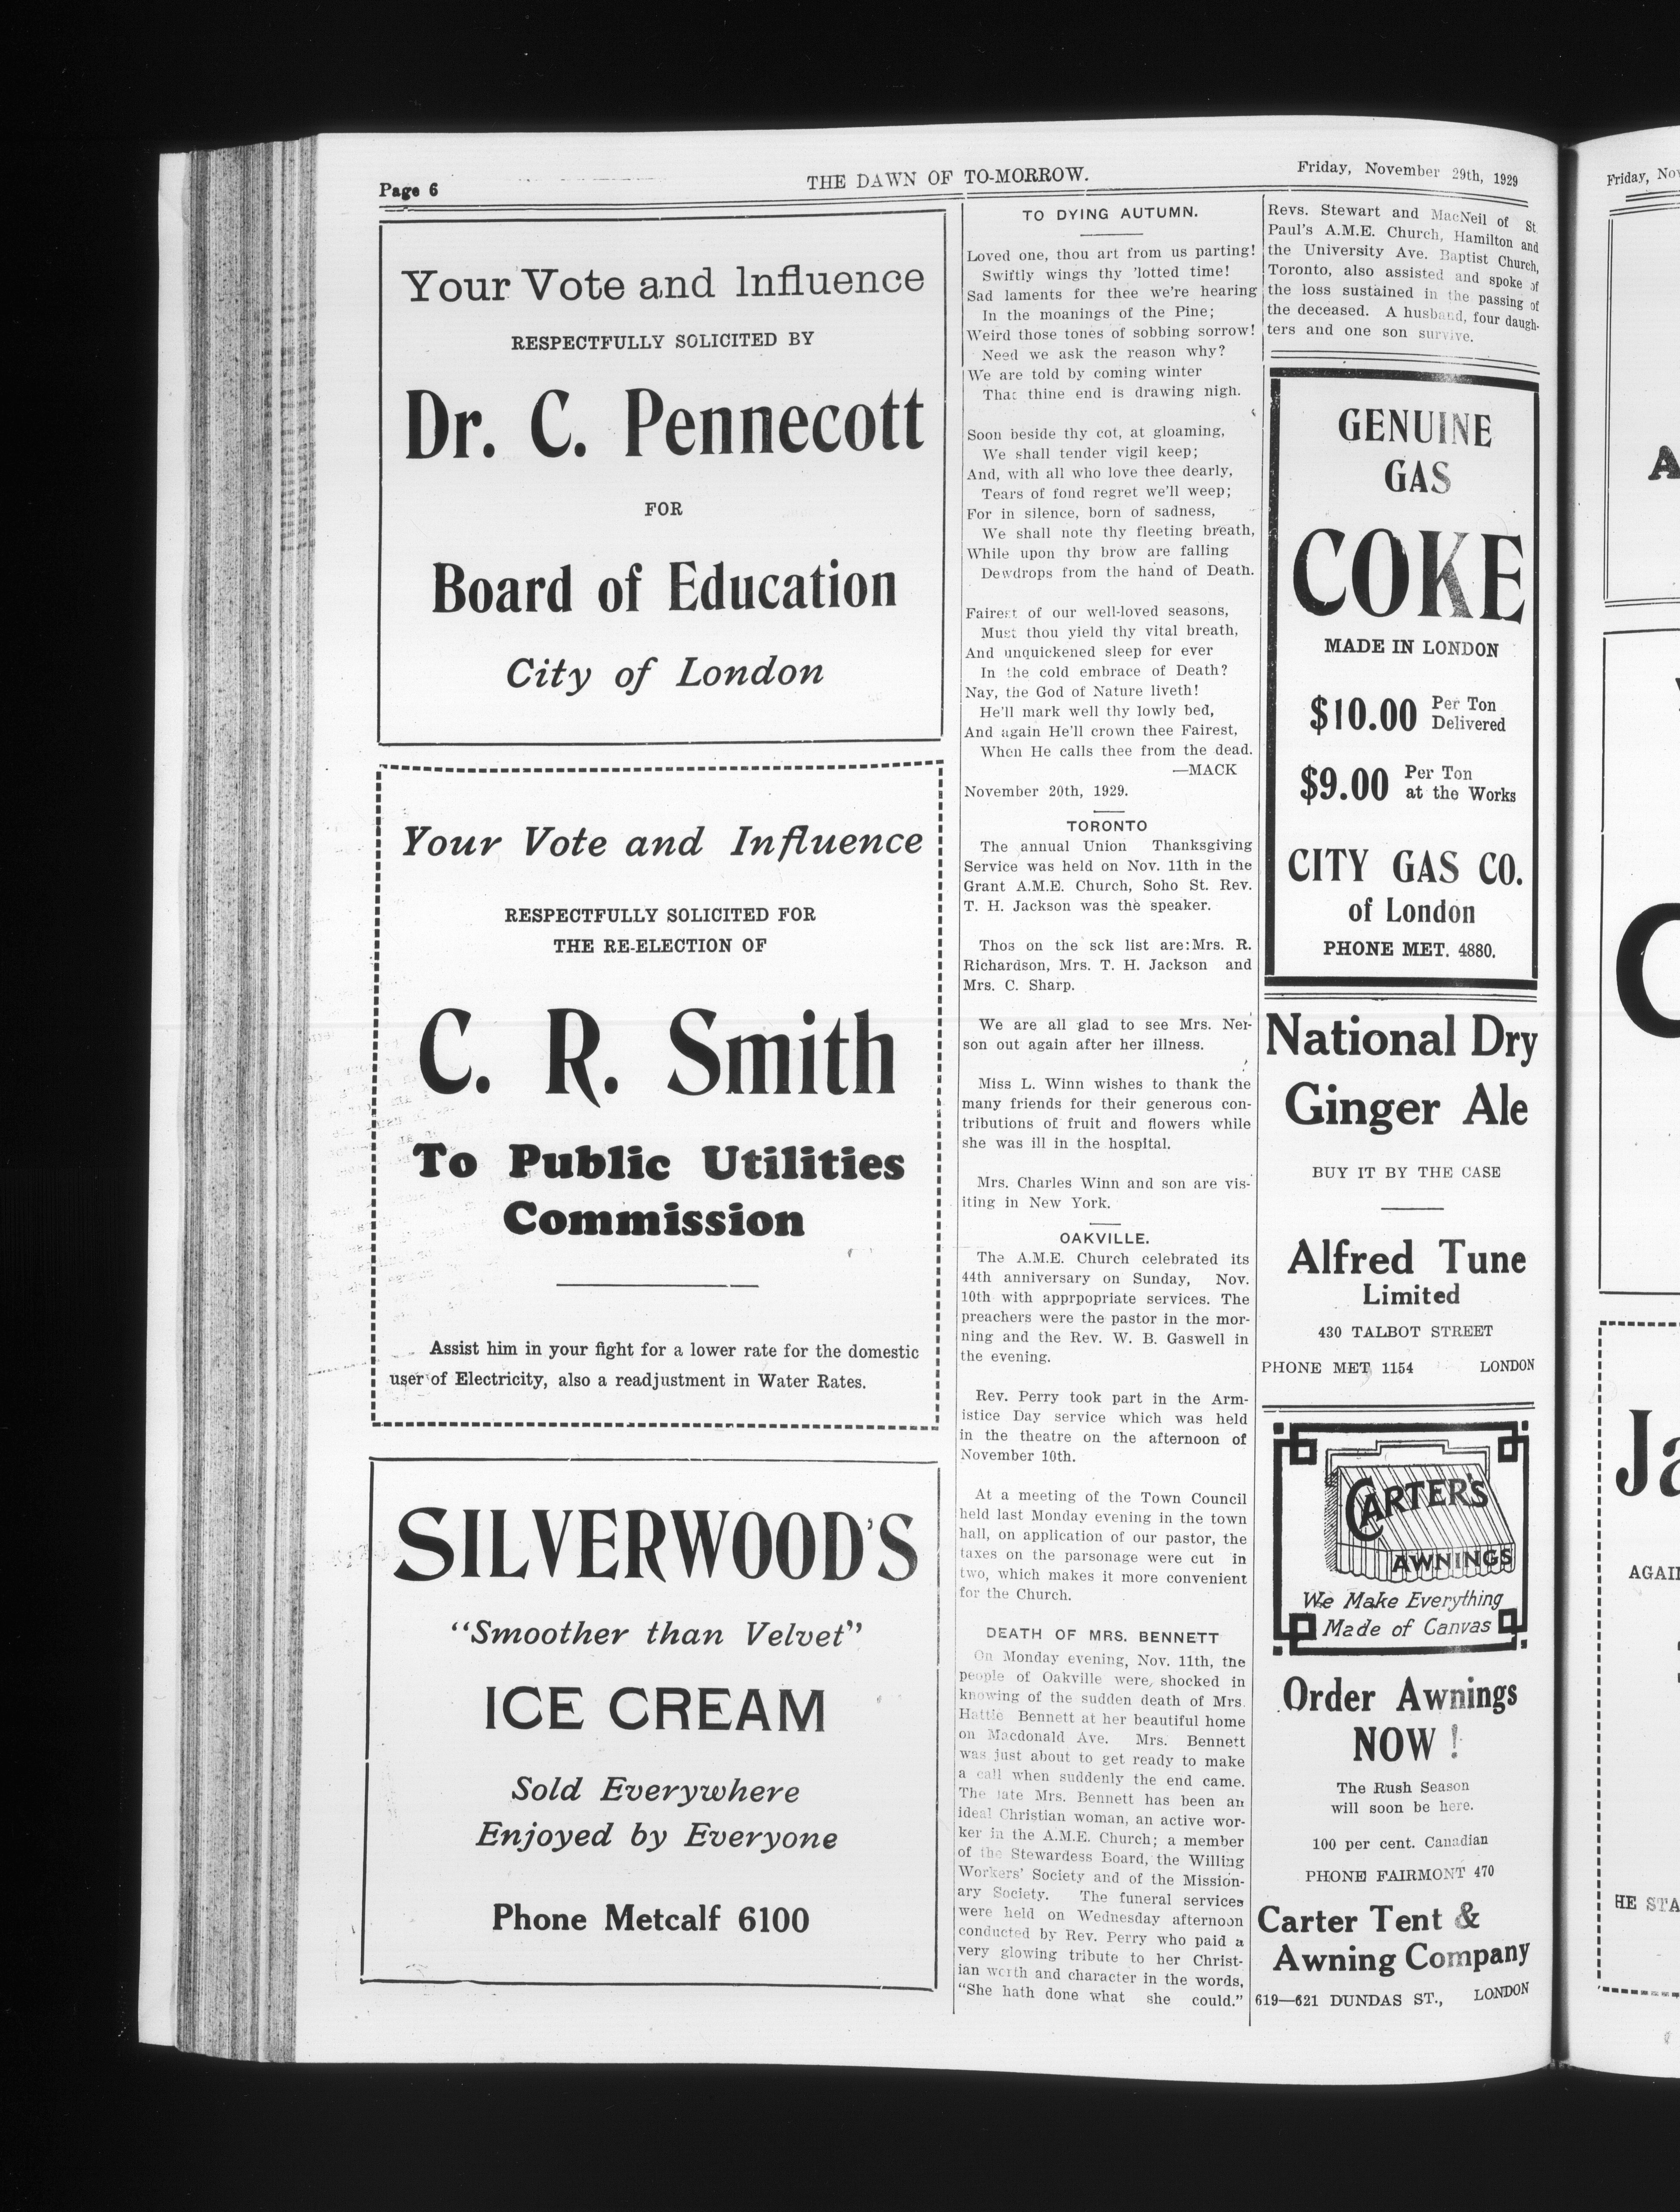 Page 6
THE DAWN OF TO-MORROW.
Friday, November 29th, 1929
Your Vote and Influence
RESPECTFULLY SOLICITED BY
Dr. C. Pennecott
FOR
Board of Education
City of London
Your Vote and Influence
RESPECTFULLY SOLICITED FOR
THE RE-ELECTION OF
C. R. Smith
To Public Utilities
Commission
Assist him in your fight for a lower rate for the domestic
user of Electricity, also a readjustment in Water Rates.
SILVERWOOD'S
"Smoother than Velvet"
ICE CREAM
Sold Everywhere
Enjoyed by Everyone
Phone Metcalf 6100
TO DYING AUTUMN.
Loved one, thou art from us parting!
Swiftly wings thy 'lotted time!
Sad laments for thee we're hearing
In the moanings of the Pine;
Weird those tones of sobbing sorrow!
Need we ask the reason why?
We are told by coming winter
That thine end is drawing nigh.
Soon beside thy cot, at gloaming,
We shall tender vigil keep;
And, with all who love thee dearly,
Tears of fond regret we'll weep;
For in silence, born of sadness,
We shall note thy fleeting breath,
While upon thy brow are falling
Dewdrops from the hand of Death.
Fairest of our well-loved seasons,
Must thou yield thy vital breath,
And unquickened sleep for ever
In the cold embrace of Death?
Nay, the God of Nature liveth!
He'll mark well thy lowly bed,
And again He'll crown thee Fairest,
When He calls thee from the dead.
—MACK
November 20th, 1929.
TORONTO
The annual Union Thanksgiving
Service was held on Nov. 11th in the
Grant A.M.E. Church, Soho St. Rev.
T. H. Jackson was the speaker.
Thos on the sck list are:Mrs. R.
Richardson, Mrs. T. H. Jackson and
Mrs. C. Sharp.
We are all glad to see Mrs. Ner-
son out again after her illness.
Miss L. Winn wishes to thank the
many friends for their generous con-
tributions of fruit and flowers while
she was ill in the hospital.
Mrs. Charles Winn and son are vis-
iting in New York.
OAKVILLE.
The A.M.E. Church celebrated its
44th anniversary on Sunday, Nov.
10th with apprpopriate services. The
preachers were the pastor in the mor-
ning and the Rev. W. B. Gaswell in
the evening.
Rev. Perry took part in the Arm-
istice Day service which was held
in the theatre on the afternoon of
November 10th.
At a meeting of the Town Council
held last Monday evening in the town
hall, on application of our pastor, the
taxes on the parsonage were cut in
two, which makes it more convenient
for the Church.
DEATH OF MRS. BENNETT
On Monday evening, Nov. 11th, the
people of Oakville were, shocked in
knowing of the sudden death of Mrs.
Hattie Bennett at her beautiful home
on Macdonald Ave. Mrs. Bennett
was just about to get ready to make
a call when suddenly the end came.
The late Mrs. Bennett has been an
ideal Christian woman, an active wor-
ker in the A.M.E. Church; a member
of the Stewardess Board, the Willing
Workers' Society and of the Mission-
ary Society. The funeral services
were held on Wednesday afternoon
conducted by Rev. Perry who paid a
very glowing tribute to her Christ-
ian worth and character in the words,
"She hath done what she could."
Revs. Stewart and MacNeil of St.
Paul's A.M.E. Church, Hamilton and
the University Ave. Baptist Church,
Toronto, also assisted and spoke of
the loss sustained in the passing of
the deceased. A husband, four daugh-
ters and one son survive.
GENUINE
GAS
COKE
MADE IN LONDON
$10.00 Per Ton Delivered
$9.00 Per Ton at the Works
CITY GAS CO.
of London
PHONE MET. 4880.
National Dry
Ginger Ale
BUY IT BY THE CASE
Alfred Tune
Limited
430 TALBOT STREET
PHONE MET, 1154 LONDON
CARTER'S
AWNINGS
We Make Everything
Made of Canvas
Order Awnings
NOW!
The Rush Season
will soon be here.
100 per cent. Canadian
PHONE FAIRMONT 470
Carter Tent &
Awning Company
619—621 DUNDAS ST., LONDON
Friday,
AGAI
HE STA